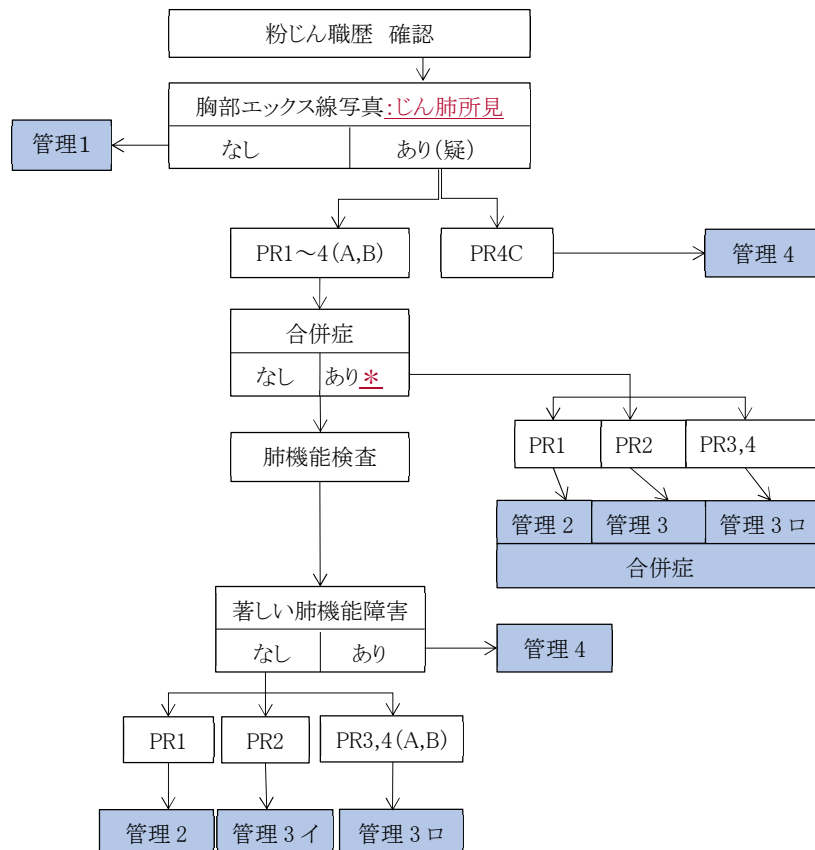 粉じん職歴 確認
胸部エックス線写真:じん肺所見
なし
あり(疑)
管理1
PR1～4(A,B)
PR4C
管理4
合併症
なし
あり*
PR1
PR2
PR3,4
肺機能検査
管理2
管理3
管理3ロ
合併症
著しい肺機能障害
なし
あり
管理4
PR1
PR2
PR3,4(A,B)
管理2
管理3イ
管理3ロ